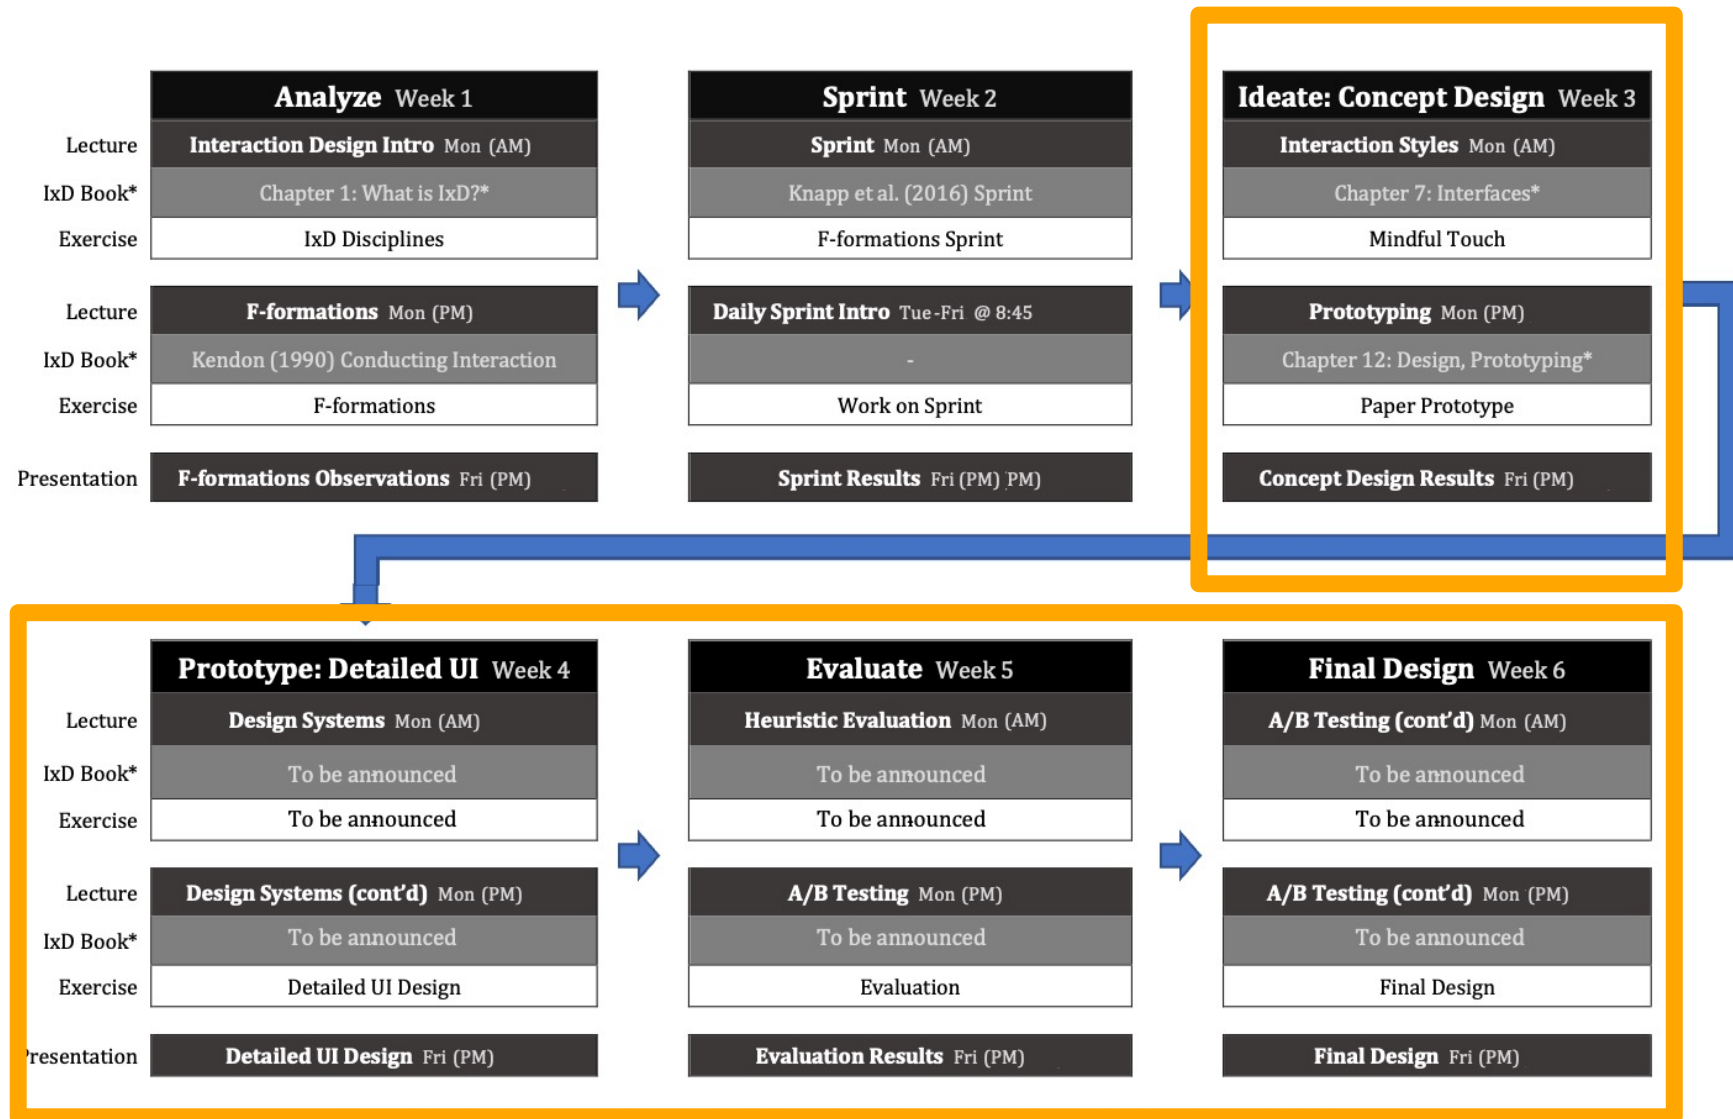 Analyze Week 1
Sprint Week 2
Ideate: Concept Design Week 3
Lecture
Interaction Design Intro Mon (AM)
Sprint Mon (AM)
Interaction Styles Mon (AM)
IxD Book*
Chapter 1: What is IxD?*
Knapp et al. (2016) Sprint
Chapter 7: Interfaces*
Exercise
IxD Disciplines
F-formations Sprint
Mindful Touch
Lecture
F-formations Mon (PM)
Daily Sprint Intro Tue-Fri @ 8:45
Prototyping Mon (PM)
IxD Book*
Kendon (1990) Conducting Interaction
-
Chapter 12: Design, Prototyping*
Exercise
F-formations
Work on Sprint
Paper Prototype
Presentation
F-formations Observations Fri (PM)
Sprint Results Fri (PM) PM)
Concept Design Results Fri (PM)
Prototype: Detailed UI Week 4
Evaluate Week 5
Final Design Week 6
Lecture
Design Systems Mon (AM)
Heuristic Evaluation Mon (AM)
A/B Testing (cont'd) Mon (AM)
IxD Book*
To be announced
To be announced
To be announced
Exercise
To be announced
To be announced
To be announced
Lecture
Design Systems (cont'd) Mon (PM)
A/B Testing Mon (PM)
A/B Testing (cont'd) Mon (PM)
IxD Book*
To be announced
To be announced
To be announced
Exercise
Detailed UI Design
Evaluation
Final Design
Presentation
Detailed UI Design Fri (PM)
Evaluation Results Fri (PM)
Final Design Fri (PM)